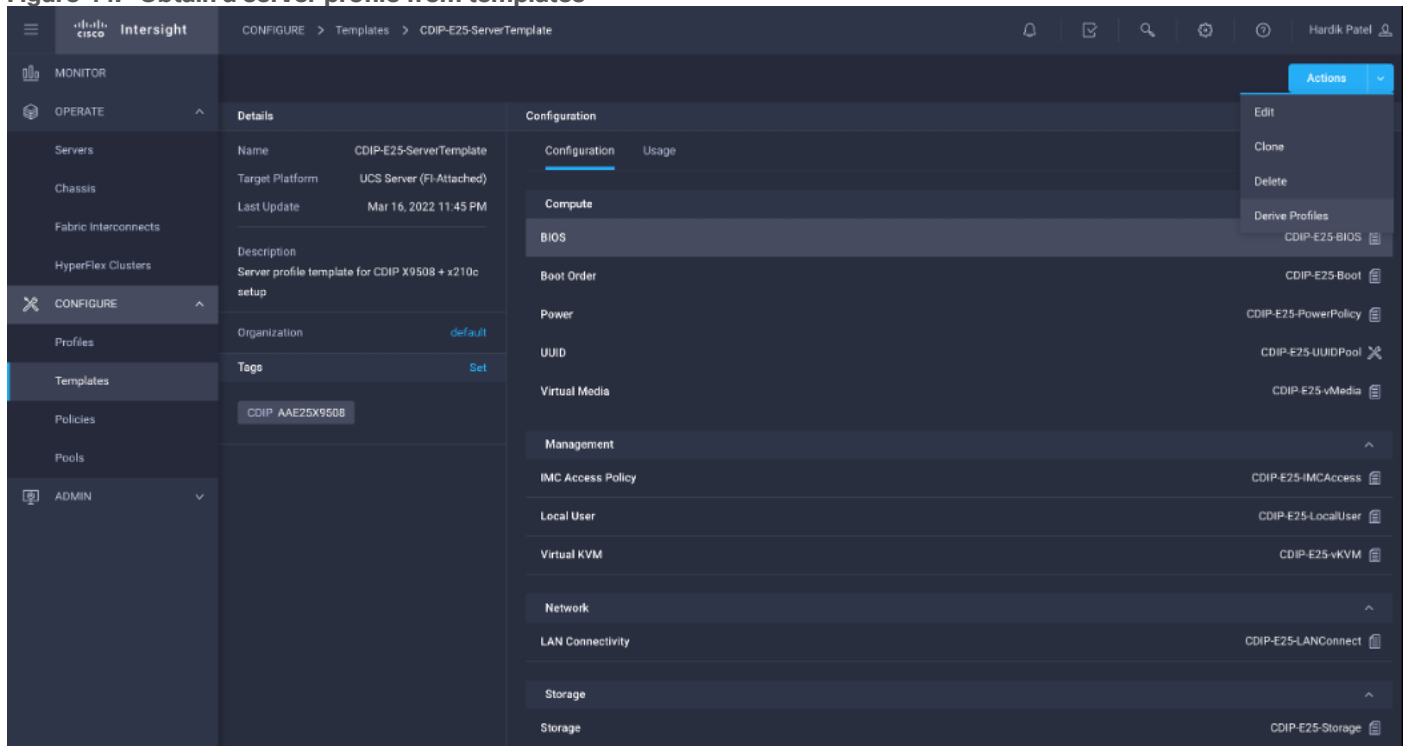 Figure 44. Obtain a server profile from templates
cisco Intersight
CONFIGURE > Templates > CDIP-E25-ServerTemplate
Hardik Patel
MONITOR
OPERATE
Servers
Chassis
Fabric Interconnects
HyperFlex Clusters
CONFIGURE
Profiles
Templates
Policies
Pools
ADMIN
Actions
Edit
Clone
Delete
Derive Profiles
Details
Name CDIP-E25-ServerTemplate
Target Platform UCS Server (FI-Attached)
Last Update Mar 16, 2022 11:45 PM
Description
Server profile template for CDIP X9508 + x210c
setup
Organization default
Tags Set
CDIP AAE25X9508
Configuration
Configuration Usage
Compute
BIOS CDIP-E25-BIOS
Boot Order CDIP-E25-Boot
Power CDIP-E25-PowerPolicy
UUID CDIP-E25-UUIDPool
Virtual Media CDIP-E25-vMedia
Management
IMC Access Policy CDIP-E25-IMCAccess
Local User CDIP-E25-LocalUser
Virtual KVM CDIP-E25-vKVM
Network
LAN Connectivity CDIP-E25-LANConnect
Storage
Storage CDIP-E25-Storage